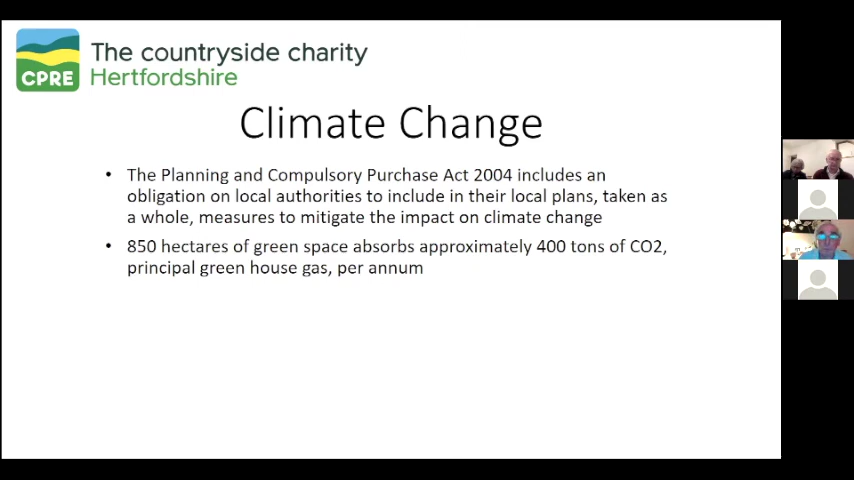 The countryside charity
CPRE
Hertfordshire
Climate Change
• The Planning and Compulsory Purchase Act 2004 includes an
obligation on local authorities to include in their local plans, taken as
a whole, measures to mitigate the impact on climate change
• 850 hectares of green space absorbs approximately 400 tons of CO2,
principal green house gas, per annum